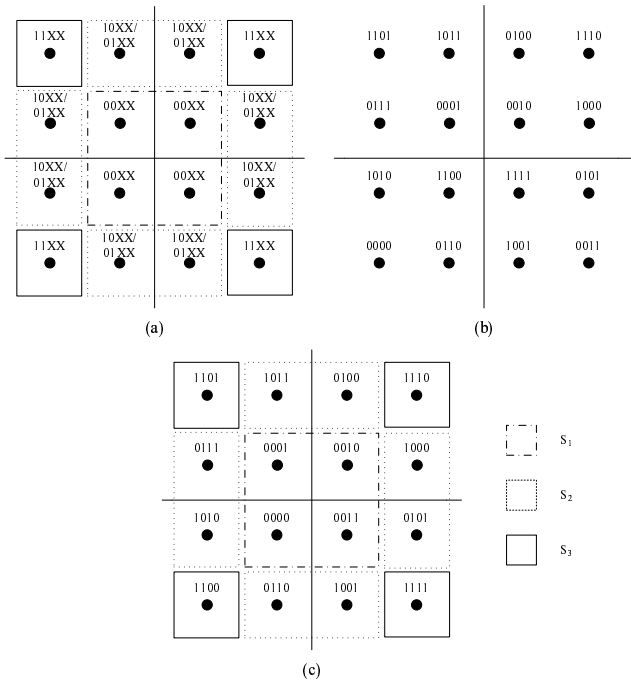 11XX 10XX/ 10XX/ 11XX
01XX 01XX
10XX/ 00XX 00XX 10XX/
01XX 01XX
10XX/ 00XX 00XX 10XX/
01XX 01XX
11XX 10XX/ 10XX/ 11XX
01XX 01XX
(a)
1101 1011 0100 1110
0111 0001 0010 1000
1010 1100 1111 0101
0000 0110 1001 0011
(b)
1101 1011 0100 1110
0111 0001 0010 1000
1010 0000 0011 0101
1100 0110 1001 1111
(c)
S1
S2
S3